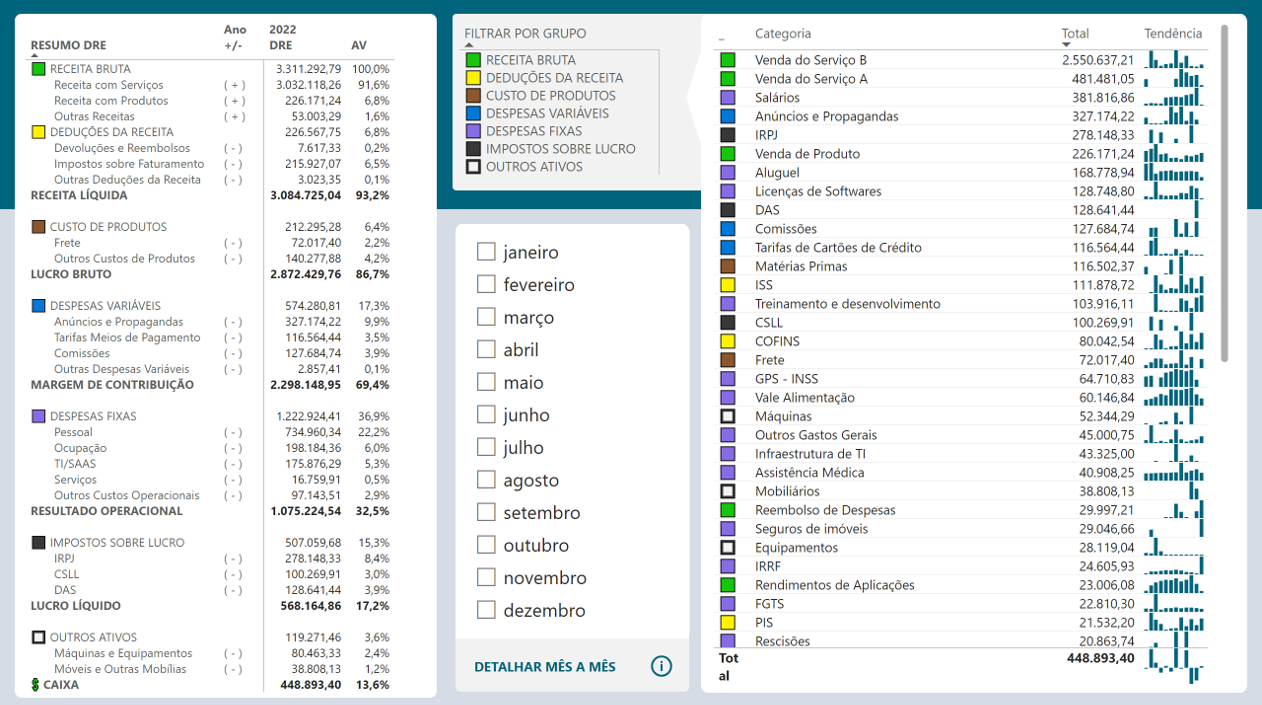 Ano 2022
RESUMO DRE +/- DRE AV
RECEITA BRUTA 3.311.292,79 100,0%
Receita com Serviços ( + ) 3.032.118,26 91,6%
Receita com Produtos ( + ) 226.171,24 6,8%
Outras Receitas ( + ) 53.003,29 1,6%
DEDUÇÕES DA RECEITA 226.567,75 6,8%
Devoluções e Reembolsos ( - ) 7.617,33 0,2%
Impostos sobre Faturamento ( - ) 215.927,07 6,5%
Outras Deduções da Receita ( - ) 3.023,35 0,1%
RECEITA LÍQUIDA 3.084.725,04 93,2%
CUSTO DE PRODUTOS 212.295,28 6,4%
Frete ( - ) 72.017,40 2,2%
Outros Custos de Produtos ( - ) 140.277,88 4,2%
LUCRO BRUTO 2.872.429,76 86,7%
DESPESAS VARIÁVEIS 574.280,81 17,3%
Anúncios e Propagandas ( - ) 327.174,22 9,9%
Tarifas Meios de Pagamento ( - ) 116.564,44 3,5%
Comissões ( - ) 127.684,74 3,9%
Outras Despesas Variáveis ( - ) 2.857,41 0,1%
MARGEM DE CONTRIBUIÇÃO 2.298.148,95 69,4%
DESPESAS FIXAS 1.222.924,41 36,9%
Pessoal ( - ) 734.960,34 22,2%
Ocupação ( - ) 198.184,36 6,0%
TI/SAAS ( - ) 175.876,29 5,3%
Serviços ( - ) 16.759,91 0,5%
Outros Custos Operacionais ( - ) 97.143,51 2,9%
RESULTADO OPERACIONAL 1.075.224,54 32,5%
IMPOSTOS SOBRE LUCRO 507.059,68 15,3%
IRPJ ( - ) 278.148,33 8,4%
CSLL ( - ) 100.269,91 3,0%
DAS ( - ) 128.641,44 3,9%
LUCRO LÍQUIDO 568.164,86 17,2%
OUTROS ATIVOS 119.271,46 3,6%
Máquinas e Equipamentos ( - ) 80.463,33 2,4%
Móveis e Outras Mobílias ( - ) 38.808,13 1,2%
CAIXA 448.893,40 13,6%
FILTRAR POR GRUPO
RECEITA BRUTA
DEDUÇÕES DA RECEITA
CUSTO DE PRODUTOS
DESPESAS VARIÁVEIS
DESPESAS FIXAS
IMPOSTOS SOBRE LUCRO
OUTROS ATIVOS
janeiro
fevereiro
março
abril
maio
junho
julho
agosto
setembro
outubro
novembro
dezembro
DETALHAR MÊS A MÊS i
_ Categoria Total Tendência
Venda do Serviço B 2.550.637,21
Venda do Serviço A 481.481,05
Salários 381.816,86
Anúncios e Propagandas 327.174,22
IRPJ 278.148,33
Venda de Produto 226.171,24
Aluguel 168.778,94
Licenças de Softwares 128.748,80
DAS 128.641,44
Comissões 127.684,74
Tarifas de Cartões de Crédito 116.564,44
Matérias Primas 116.502,37
ISS 111.878,72
Treinamento e desenvolvimento 103.916,11
CSLL 100.269,91
COFINS 80.042,54
Frete 72.017,40
GPS - INSS 64.710,83
Vale Alimentação 60.146,84
Máquinas 52.344,29
Outros Gastos Gerais 45.000,75
Infraestrutura de TI 43.325,00
Assistência Médica 40.908,25
Mobiliários 38.808,13
Reembolso de Despesas 29.997,21
Seguros de imóveis 29.046,66
Equipamentos 28.119,04
IRRF 24.605,93
Rendimentos de Aplicações 23.006,08
FGTS 22.810,30
PIS 21.532,20
Rescisões 20.863,74
Tot 448.893,40
al